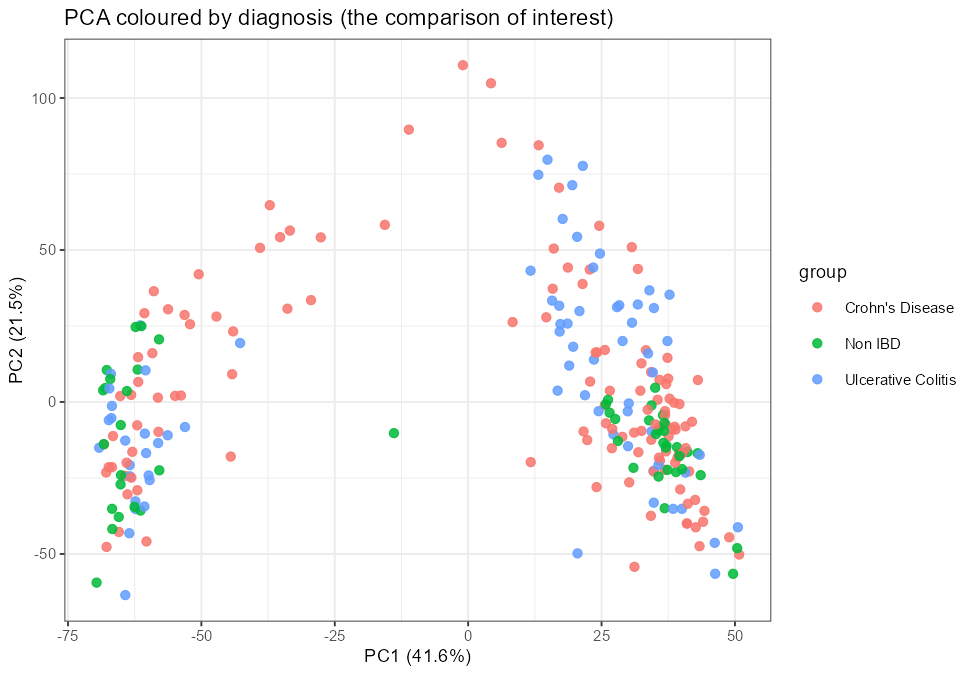 PCA coloured by diagnosis (the comparison of interest)
100
50
0
-50
PC2 (21.5%)
-75
-50
-25
0
25
50
PC1 (41.6%)
group
Crohn's Disease
Non IBD
Ulcerative Colitis